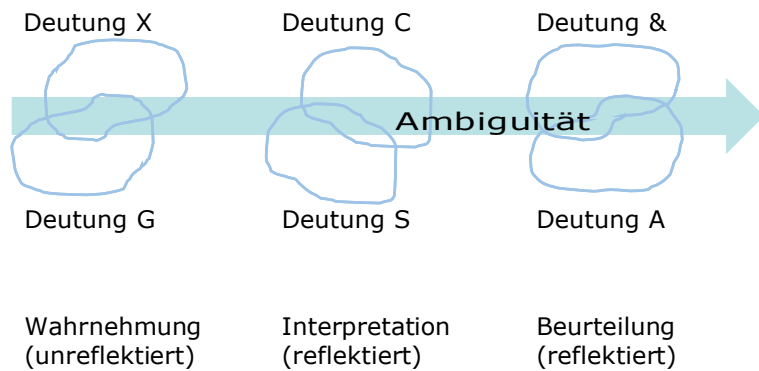 Deutung X
Deutung C
Deutung &
Ambiguität
Deutung G
Deutung S
Deutung A
Wahrnehmung
(unreflektiert)
Interpretation
(reflektiert)
Beurteilung
(reflektiert)